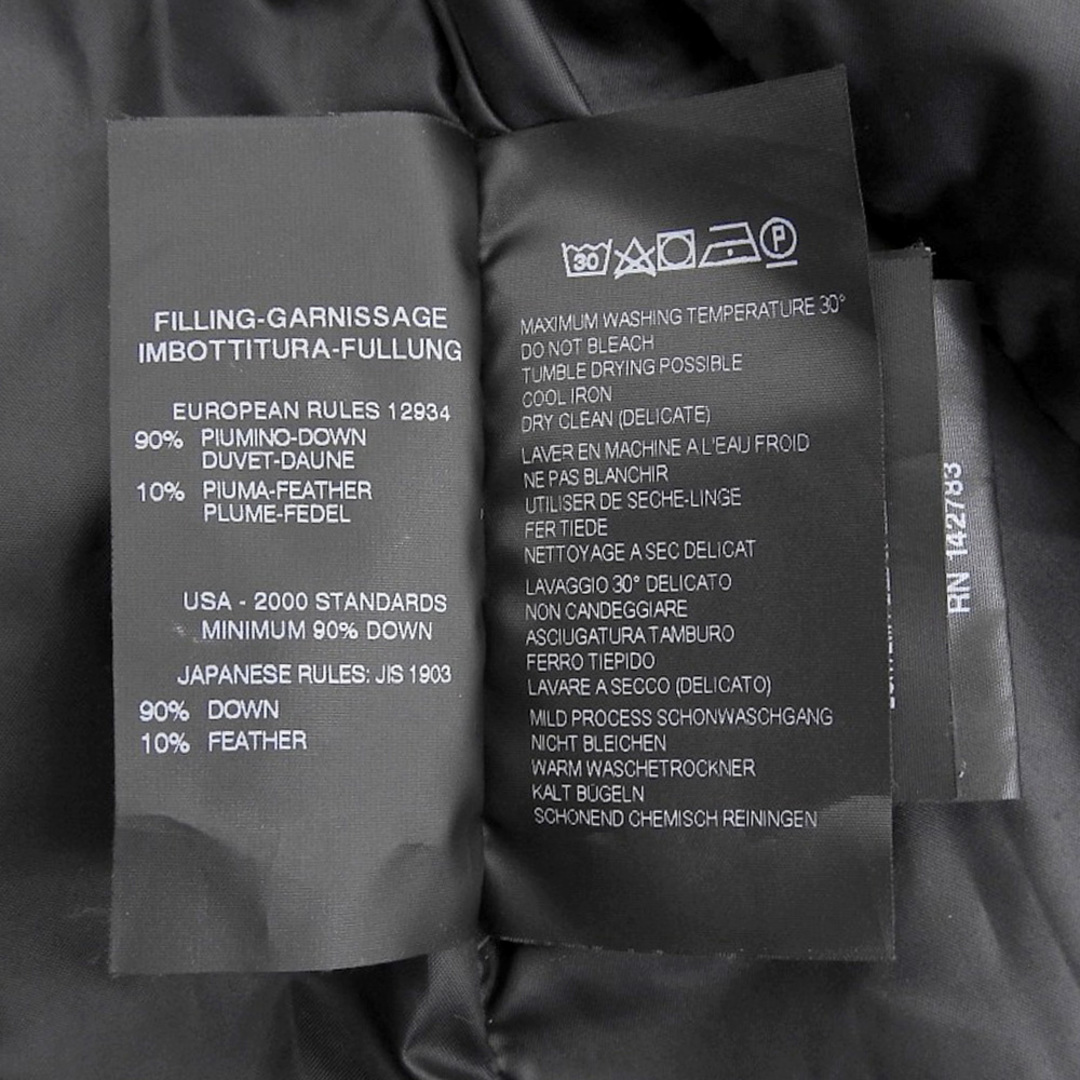 FILLING-GARNISSAGE
IMBOTTITURA-FULLUNG
EUROPEAN RULES 12934
90% PIUMINO-DOWN
DUVET-DAUNE
10% PIUMA-FEATHER
PLUME-FEDEL
USA - 2000 STANDARDS
MINIMUM 90% DOWN
JAPANESE RULES: JIS 1903
90% DOWN
10% FEATHER
30 P
MAXIMUM WASHING TEMPERATURE 30°
DO NOT BLEACH
TUMBLE DRYING POSSIBLE
COOL IRON
DRY CLEAN (DELICATE)
LAVER EN MACHINE A L'EAU FROID
NE PAS BLANCHIR
UTILISER DE SECHE-LINGE
FER TIEDE
NETTOYAGE A SEC DELICAT
LAVAGGIO 30° DELICATO
NON CANDEGGIARE
ASCIUGATURA TAMBURO
FERRO TIEPIDO
LAVARE A SECCO (DELICATO)
MILD PROCESS SCHONWASCHGANG
NICHT BLEICHEN
WARM WASCHETROCKNER
KALT BÜGELN
SCHONEND CHEMISCH REININGEN
RN 142783